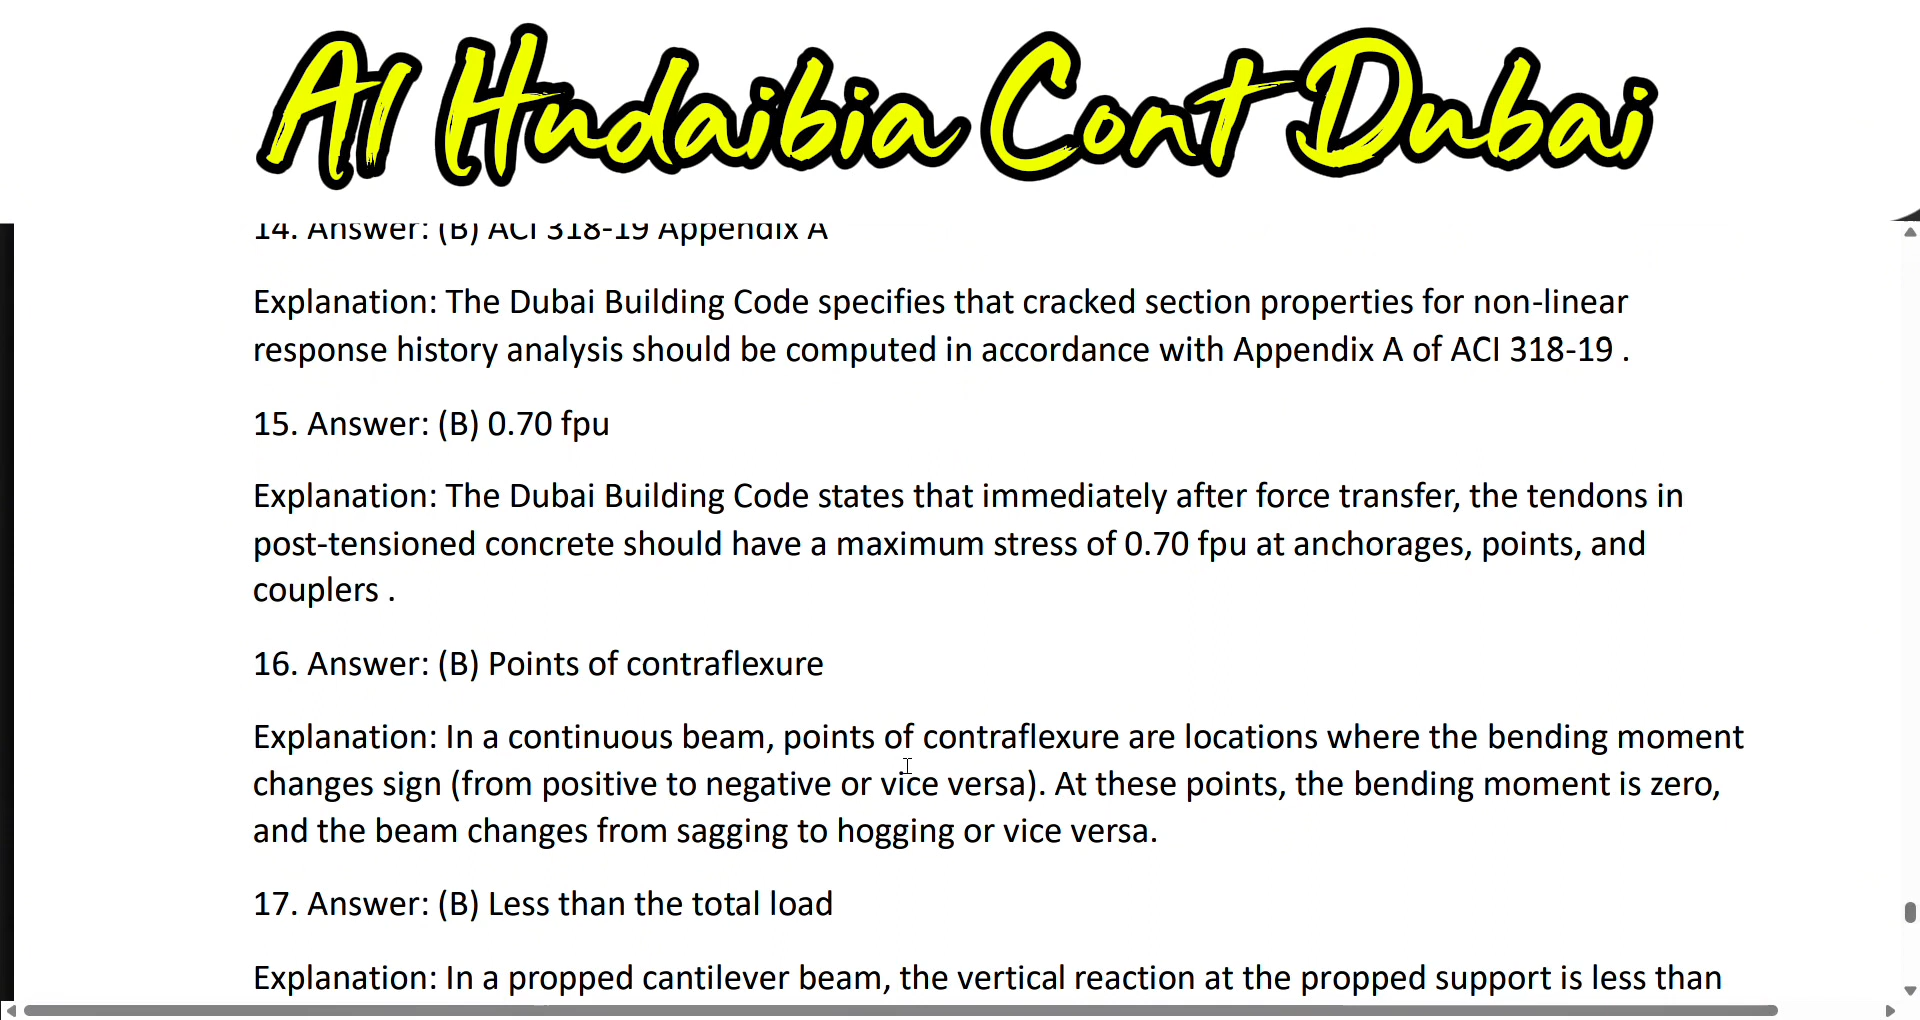 Al Hudaibia Cont Dubai
14. Answer: (B) ACI 318-19 Appendix A
Explanation: The Dubai Building Code specifies that cracked section properties for non-linear
response history analysis should be computed in accordance with Appendix A of ACI 318-19 .
15. Answer: (B) 0.70 fpu
Explanation: The Dubai Building Code states that immediately after force transfer, the tendons in
post-tensioned concrete should have a maximum stress of 0.70 fpu at anchorages, points, and
couplers .
16. Answer: (B) Points of contraflexure
Explanation: In a continuous beam, points of contraflexure are locations where the bending moment
changes sign (from positive to negative or vice versa). At these points, the bending moment is zero,
and the beam changes from sagging to hogging or vice versa.
17. Answer: (B) Less than the total load
Explanation: In a propped cantilever beam, the vertical reaction at the propped support is less than